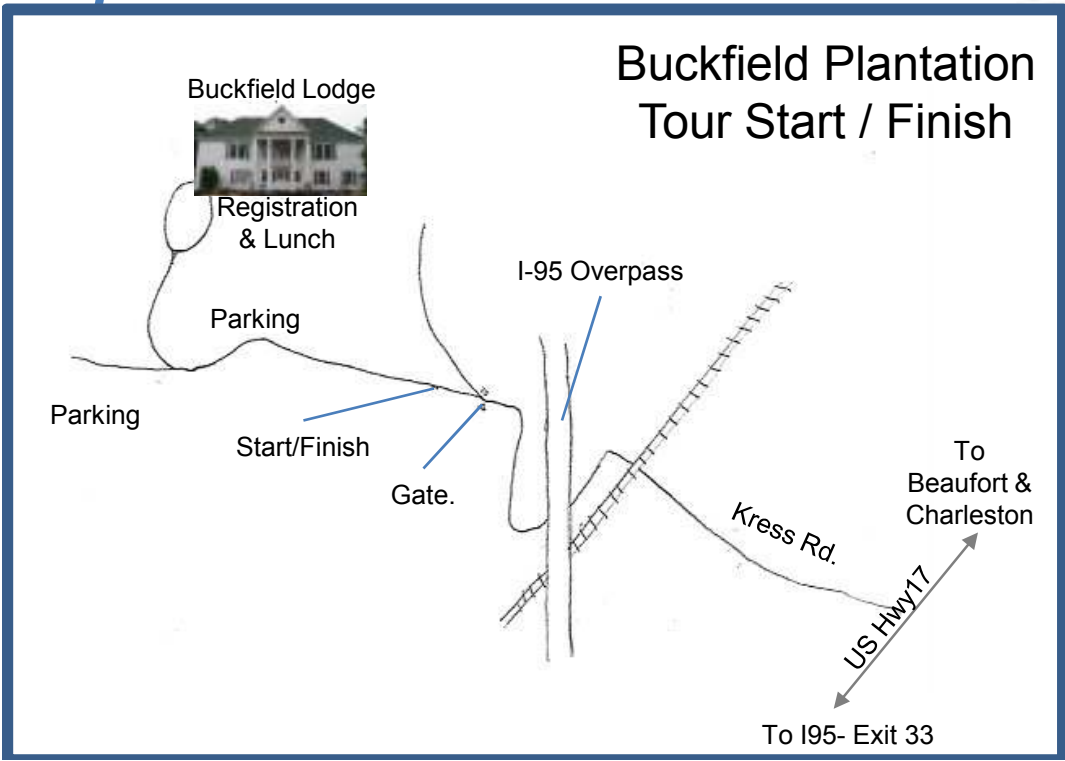 Buckfield Plantation
Tour Start / Finish
Buckfield Lodge
Registration
& Lunch
I-95 Overpass
Parking
Parking
Start/Finish
Gate.
Kress Rd.
To
Beaufort &
Charleston
US Hwy17
To I95- Exit 33